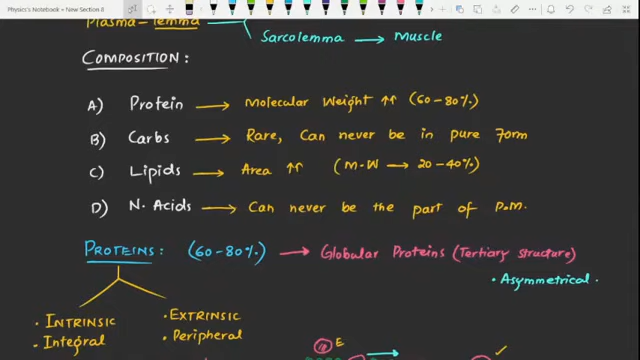 Physics's Notebook » New Section 8
Plasma-lemma
Sarcolemma → Muscle
COMPOSITION:
A) Protein → Molecular Weight ↑↑ (60-80%)
B) Carbs → Rare, Can never be in pure Form
C) Lipids → Area ↑↑ (M.W → 20-40%)
D) N. Acids → Can never be the part of P.M.
PROTEINS: (60-80%) → Globular Proteins (Tertiary structure)
• Asymmetrical.
• INTRINSIC
• Integral
• EXTRINSIC
• Peripheral
E